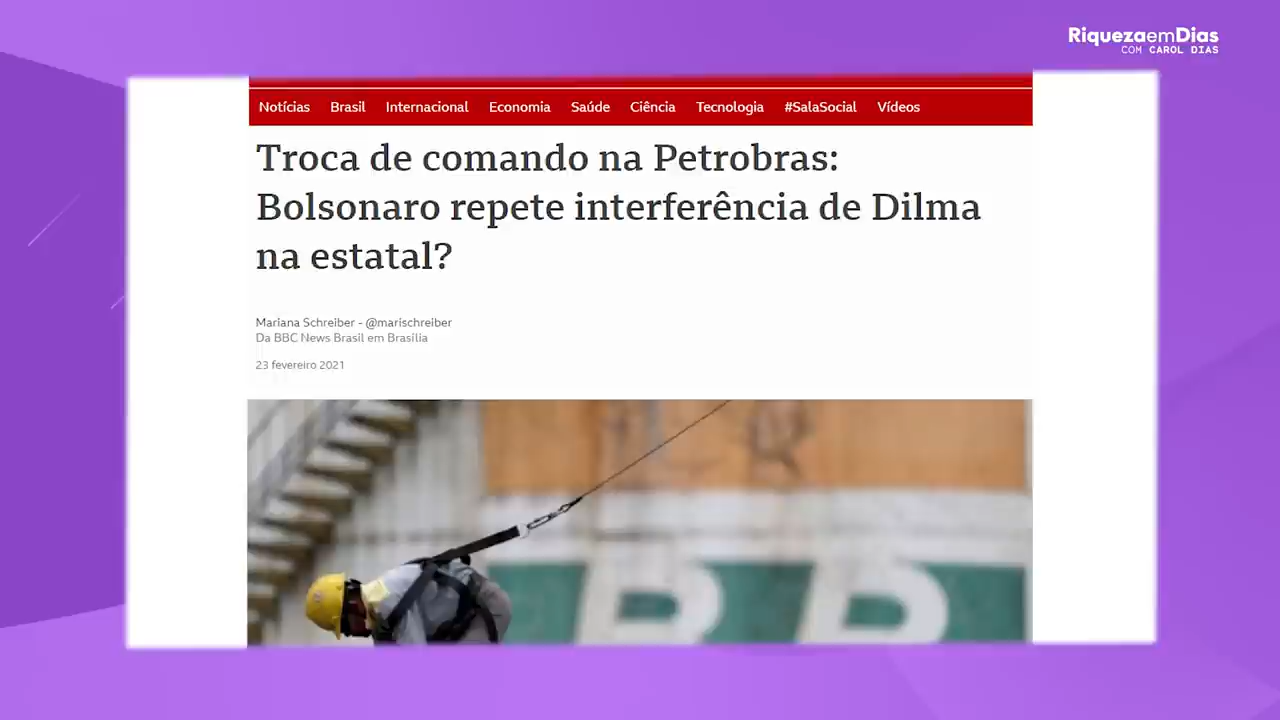 RiquezaemDias
COM CAROL DIAS
Notícias Brasil Internacional Economia Saúde Ciência Tecnologia #SalaSocial Vídeos
Troca de comando na Petrobras:
Bolsonaro repete interferência de Dilma
na estatal?
Mariana Schreiber - @marischreiber
Da BBC News Brasil em Brasília
23 fevereiro 2021
BR